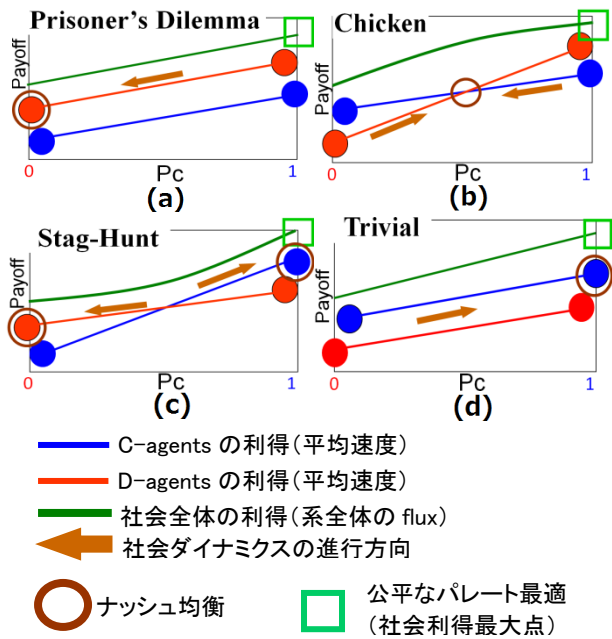 Prisoner's Dilemma
Payoff
0
Pc
1
(a)
Chicken
Payoff
0
Pc
1
(b)
Stag-Hunt
Payoff
0
Pc
1
(c)
Trivial
Payoff
0
Pc
1
(d)
C-agents の利得(平均速度)
D-agents の利得(平均速度)
社会全体の利得(系全体の flux)
社会ダイナミクスの進行方向
ナッシュ均衡
公平なパレート最適
(社会利得最大点)